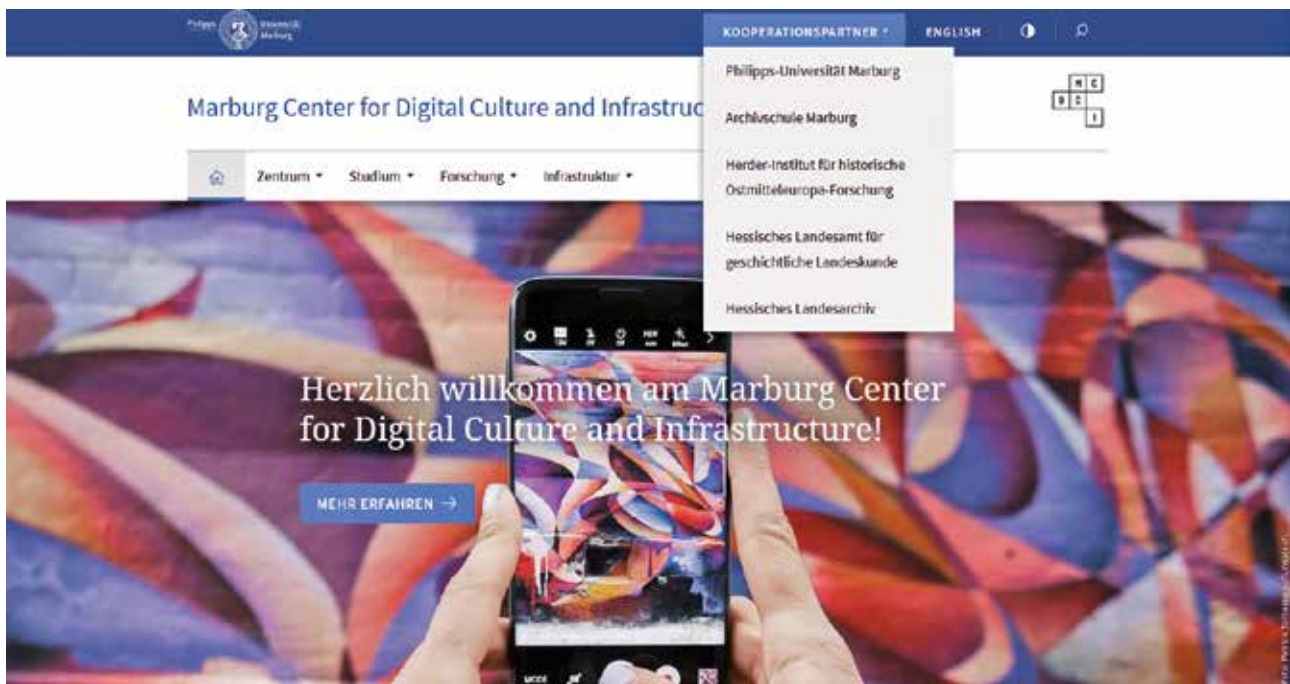 Philipps
Universität
Marburg
KOOPERATIONSPARTNER
ENGLISH
Philipps-Universität Marburg
Archivschule Marburg
Herder-Institut für historische
Ostmitteleuropa-Forschung
Hessisches Landesamt für
geschichtliche Landeskunde
Hessisches Landesarchiv
Marburg Center for Digital Culture and Infrastruc
M C
D C
I
Zentrum
Studium
Forschung
Infrastruktur
Herzlich willkommen am Marburg Center
for Digital Culture and Infrastructure!
MEHR ERFAHREN →
MODE